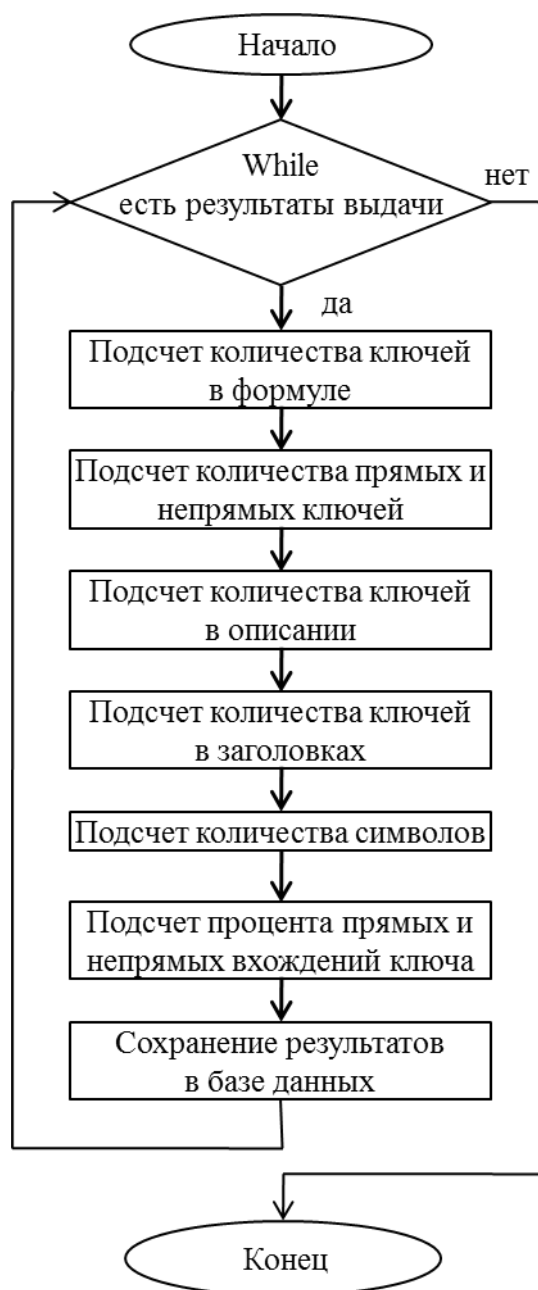 Начало
While
есть результаты выдачи
нет
да
Подсчет количества ключей
в формуле
Подсчет количества прямых и
непрямых ключей
Подсчет количества ключей
в описании
Подсчет количества ключей
в заголовках
Подсчет количества символов
Подсчет процента прямых и
непрямых вхождений ключа
Сохранение результатов
в базе данных
Конец